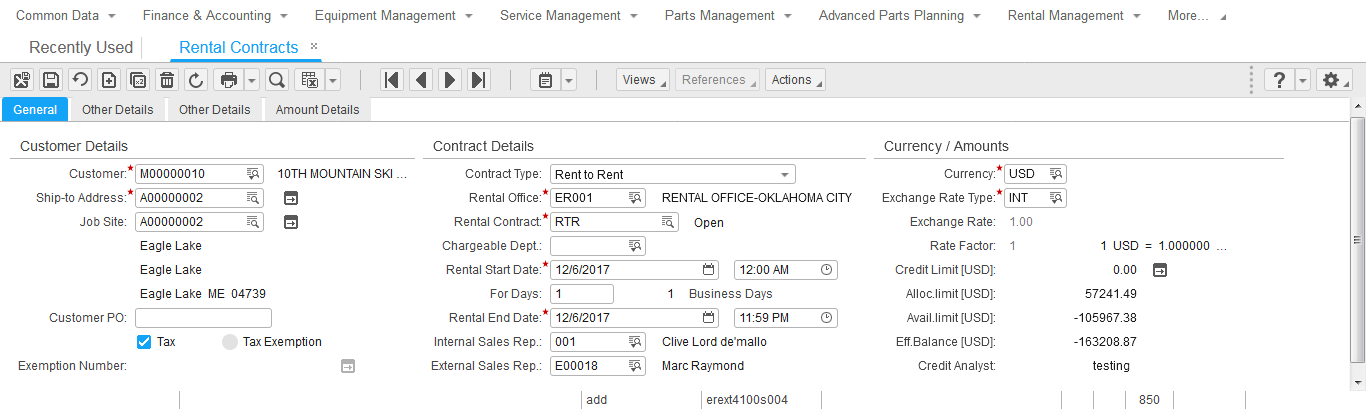 Common Data Finance & Accounting Equipment Management Service Management Parts Management Advanced Parts Planning Rental Management More...
Recently Used Rental Contracts ×
Views References Actions ?
General Other Details Other Details Amount Details
Customer Details
Customer:* M00000010 10TH MOUNTAIN SKI ...
Ship-to Address:* A00000002
Job Site:* A00000002
Eagle Lake
Eagle Lake
Eagle Lake ME 04739
Customer PO:
Tax Tax Exemption
Exemption Number:
Contract Details
Contract Type: Rent to Rent
Rental Office:* ER001 RENTAL OFFICE-OKLAHOMA CITY
Rental Contract:* RTR Open
Chargeable Dept.:
Rental Start Date:* 12/6/2017 12:00 AM
For Days: 1 1 Business Days
Rental End Date:* 12/6/2017 11:59 PM
Internal Sales Rep.: 001 Clive Lord de'mallo
External Sales Rep.: E00018 Marc Raymond
Currency / Amounts
Currency:* USD
Exchange Rate Type:* INT
Exchange Rate: 1.00
Rate Factor: 1 1 USD = 1.000000 ...
Credit Limit [USD]: 0.00
Alloc.limit [USD]: 57241.49
Avail.limit [USD]: -105967.38
Eff.Balance [USD]: -163208.87
Credit Analyst: testing
add erext4100s004 850